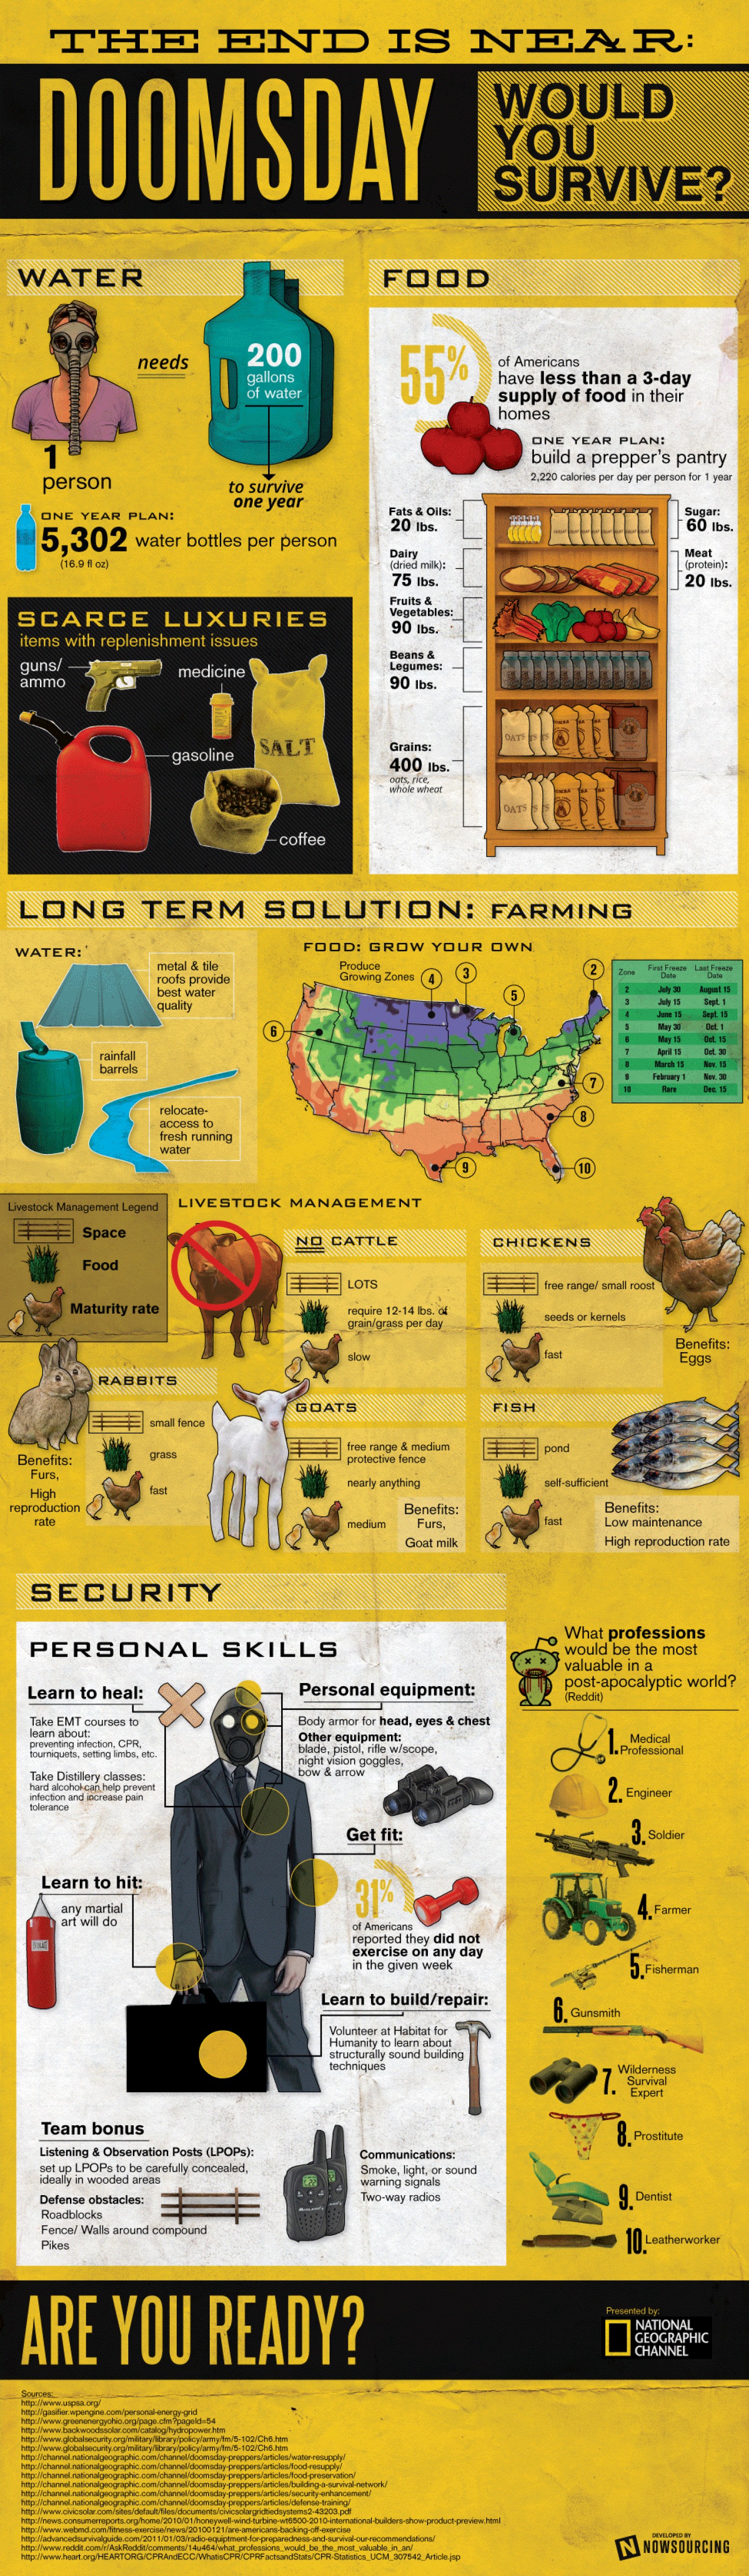 THE END IS NEAR:
DOOMSDAY
WOULD
YOU
SURVIVE?
WATER
needs
200
gallons
of water
1
person
to survive
one year
ONE YEAR PLAN:
5,302 water bottles per person
(16.9 fl oz)
FOOD
55%
of Americans
have less than a 3-day
supply of food in their
homes
ONE YEAR PLAN:
build a prepper's pantry
2,220 calories per day per person for 1 year
Fats & Oils:
20 lbs.
Sugar:
60 lbs.
Dairy
(dried milk):
75 lbs.
Meat
(protein):
20 lbs.
Fruits &
Vegetables:
90 lbs.
Beans &
Legumes:
90 lbs.
Grains:
400 lbs.
oats, rice,
whole wheat
OATS
OATS
SCARCE LUXURIES
items with replenishment issues
guns/
ammo
medicine
gasoline
SALT
coffee
LONG TERM SOLUTION: FARMING
WATER:
metal & tile
roofs provide
best water
quality
rainfall
barrels
relocate-
access to
fresh running
water
FOOD: GROW YOUR OWN
Produce
Growing Zones
4
3
2
5
6
7
8
9
10
Zone First Freeze Date Last Freeze Date
2 July 30 August 15
3 July 15 Sept. 1
4 June 15 Sept. 15
5 May 30 Oct. 1
6 May 15 Oct. 15
7 April 15 Oct. 30
8 March 15 Nov. 15
9 February 1 Nov. 30
10 Rare Dec. 15
Livestock Management Legend
Space
Food
Maturity rate
LIVESTOCK MANAGEMENT
NO CATTLE
LOTS
require 12-14 lbs. of
grain/grass per day
slow
CHICKENS
free range/ small roost
seeds or kernels
fast
Benefits:
Eggs
RABBITS
small fence
grass
fast
Benefits:
Furs,
High
reproduction
rate
GOATS
free range & medium
protective fence
nearly anything
medium
Benefits:
Furs,
Goat milk
FISH
pond
self-sufficient
fast
Benefits:
Low maintenance
High reproduction rate
SECURITY
PERSONAL SKILLS
Learn to heal:
Take EMT courses to
learn about:
preventing infection, CPR,
tourniquets, setting limbs, etc.
Take Distillery classes:
hard alcohol can help prevent
infection and increase pain
tolerance
Personal equipment:
Body armor for head, eyes & chest
Other equipment:
blade, pistol, rifle w/scope,
night vision goggles,
bow & arrow
Get fit:
31%
of Americans
reported they did not
exercise on any day
in the given week
Learn to hit:
any martial
art will do
Learn to build/repair:
Volunteer at Habitat for
Humanity to learn about
structurally sound building
techniques
Team bonus
Listening & Observation Posts (LPOPs):
set up LPOPs to be carefully concealed,
ideally in wooded areas
Defense obstacles:
Roadblocks
Fence/ Walls around compound
Pikes
Communications:
Smoke, light, or sound
warning signals
Two-way radios
What professions
would be the most
valuable in a
post-apocalyptic world?
(Reddit)
1. Medical
Professional
2. Engineer
3. Soldier
4. Farmer
5. Fisherman
6. Gunsmith
7. Wilderness
Survival
Expert
8. Prostitute
9. Dentist
10. Leatherworker
ARE YOU READY?
Presented by:
NATIONAL
GEOGRAPHIC
CHANNEL
Sources:
http://www.uspsa.org/
http://gasifier.wpengine.com/personal-energy-grid
http://www.greenenergyohio.org/page.cfm?pageId=54
http://www.backwoodssolar.com/catalog/hydropower.htm
http://www.globalsecurity.org/military/library/policy/army/fm/5-102/Ch6.htm
http://www.globalsecurity.org/military/library/policy/army/fm/5-102/Ch6.htm
http://channel.nationalgeographic.com/channel/doomsday-preppers/articles/water-resupply/
http://channel.nationalgeographic.com/channel/doomsday-preppers/articles/food-resupply/
http://channel.nationalgeographic.com/channel/doomsday-preppers/articles/food-preservation/
http://channel.nationalgeographic.com/channel/doomsday-preppers/articles/building-a-survival-network/
http://channel.nationalgeographic.com/channel/doomsday-preppers/articles/security-enhancement/
http://channel.nationalgeographic.com/channel/doomsday-preppers/articles/defense-training/
http://www.civicsolar.com/sites/default/files/documents/civicsolargridtiedsystems2-43203.pdf
http://news.consumerreports.org/home/2010/01/honeywell-wind-turbine-wt6500-2010-international-builders-show-product-preview.html
http://www.webmd.com/fitness-exercise/news/20100121/are-americans-backing-off-exercise
http://advancedsurvivalguide.com/2011/01/03/radio-equiptment-for-preparedness-and-survival-our-recommendations/
http://www.reddit.com/r/AskReddit/comments/14u464/what_professions_would_be_the_most_valuable_in_an/
http://www.heart.org/HEARTORG/CPRAndECC/WhatisCPR/CPRFactsandStats/CPR-Statistics_UCM_307542_Article.jsp
DEVELOPED BY
NOWSOURCING